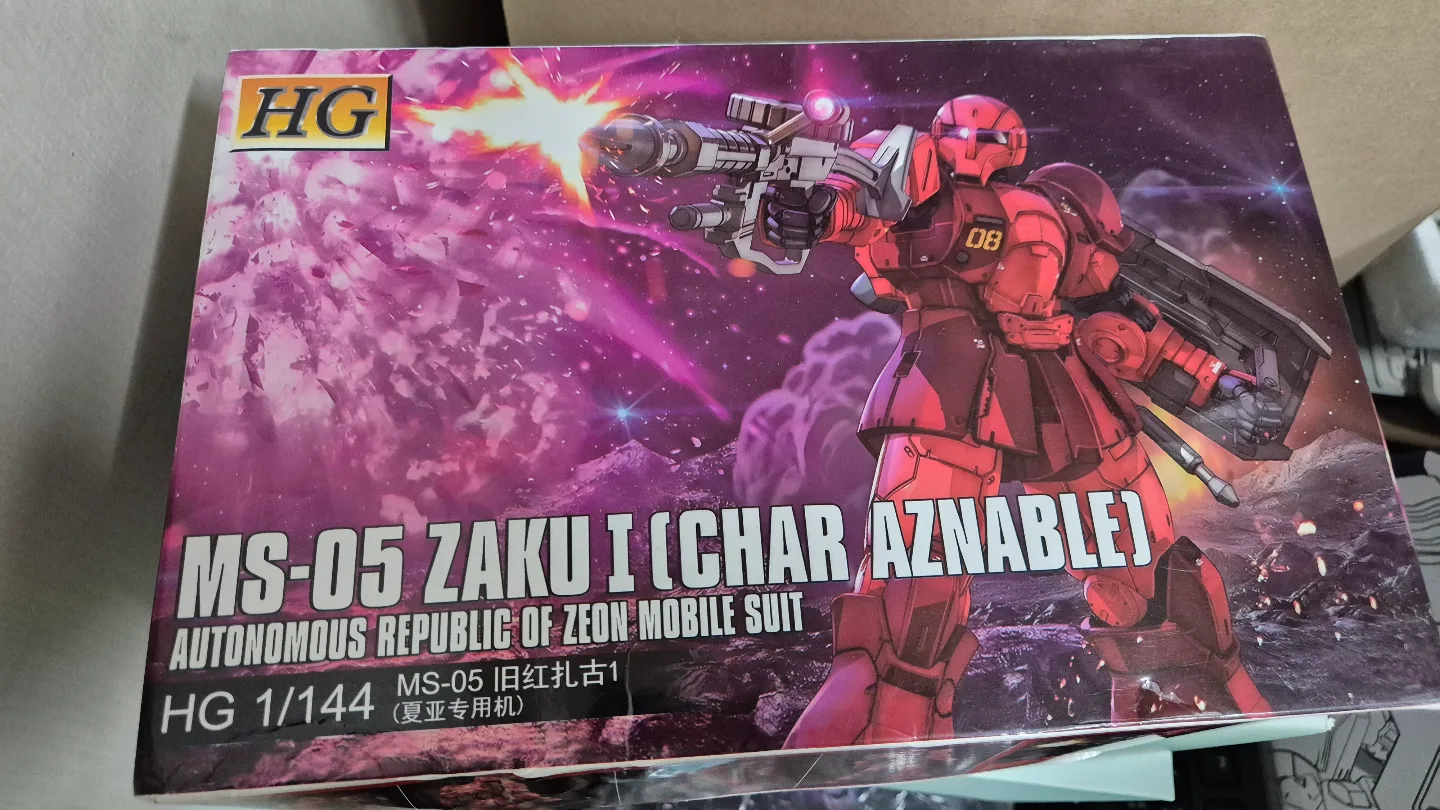 HG
08
MS-05 ZAKU I (CHAR AZNABLE)
AUTONOMOUS REPUBLIC OF ZEON MOBILE SUIT
HG 1/144
MS-05 旧红扎古1
(夏亚专用机)